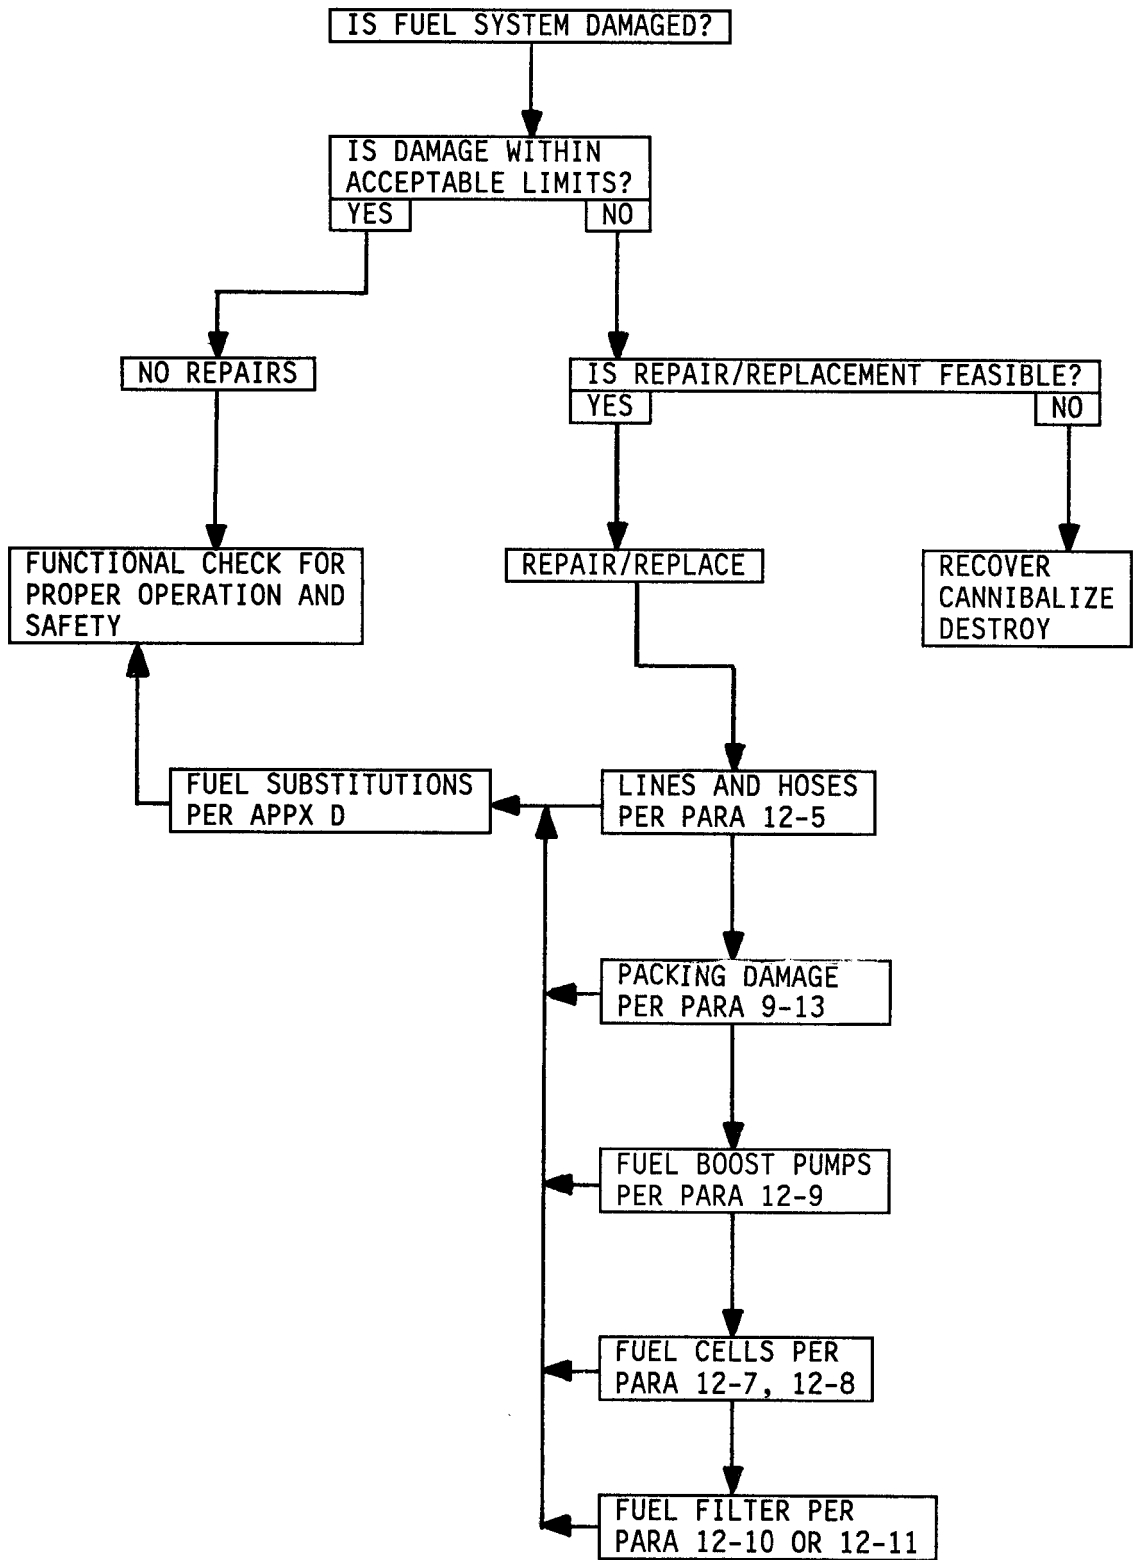 IS FUEL SYSTEM DAMAGED?
IS DAMAGE WITHIN
ACCEPTABLE LIMITS?
YES
NO
NO REPAIRS
IS REPAIR/REPLACEMENT FEASIBLE?
YES
NO
FUNCTIONAL CHECK FOR
PROPER OPERATION AND
SAFETY
REPAIR/REPLACE
RECOVER
CANNIBALIZE
DESTROY
FUEL SUBSTITUTIONS
PER APPX D
LINES AND HOSES
PER PARA 12-5
PACKING DAMAGE
PER PARA 9-13
FUEL BOOST PUMPS
PER PARA 12-9
FUEL CELLS PER
PARA 12-7, 12-8
FUEL FILTER PER
PARA 12-10 OR 12-11